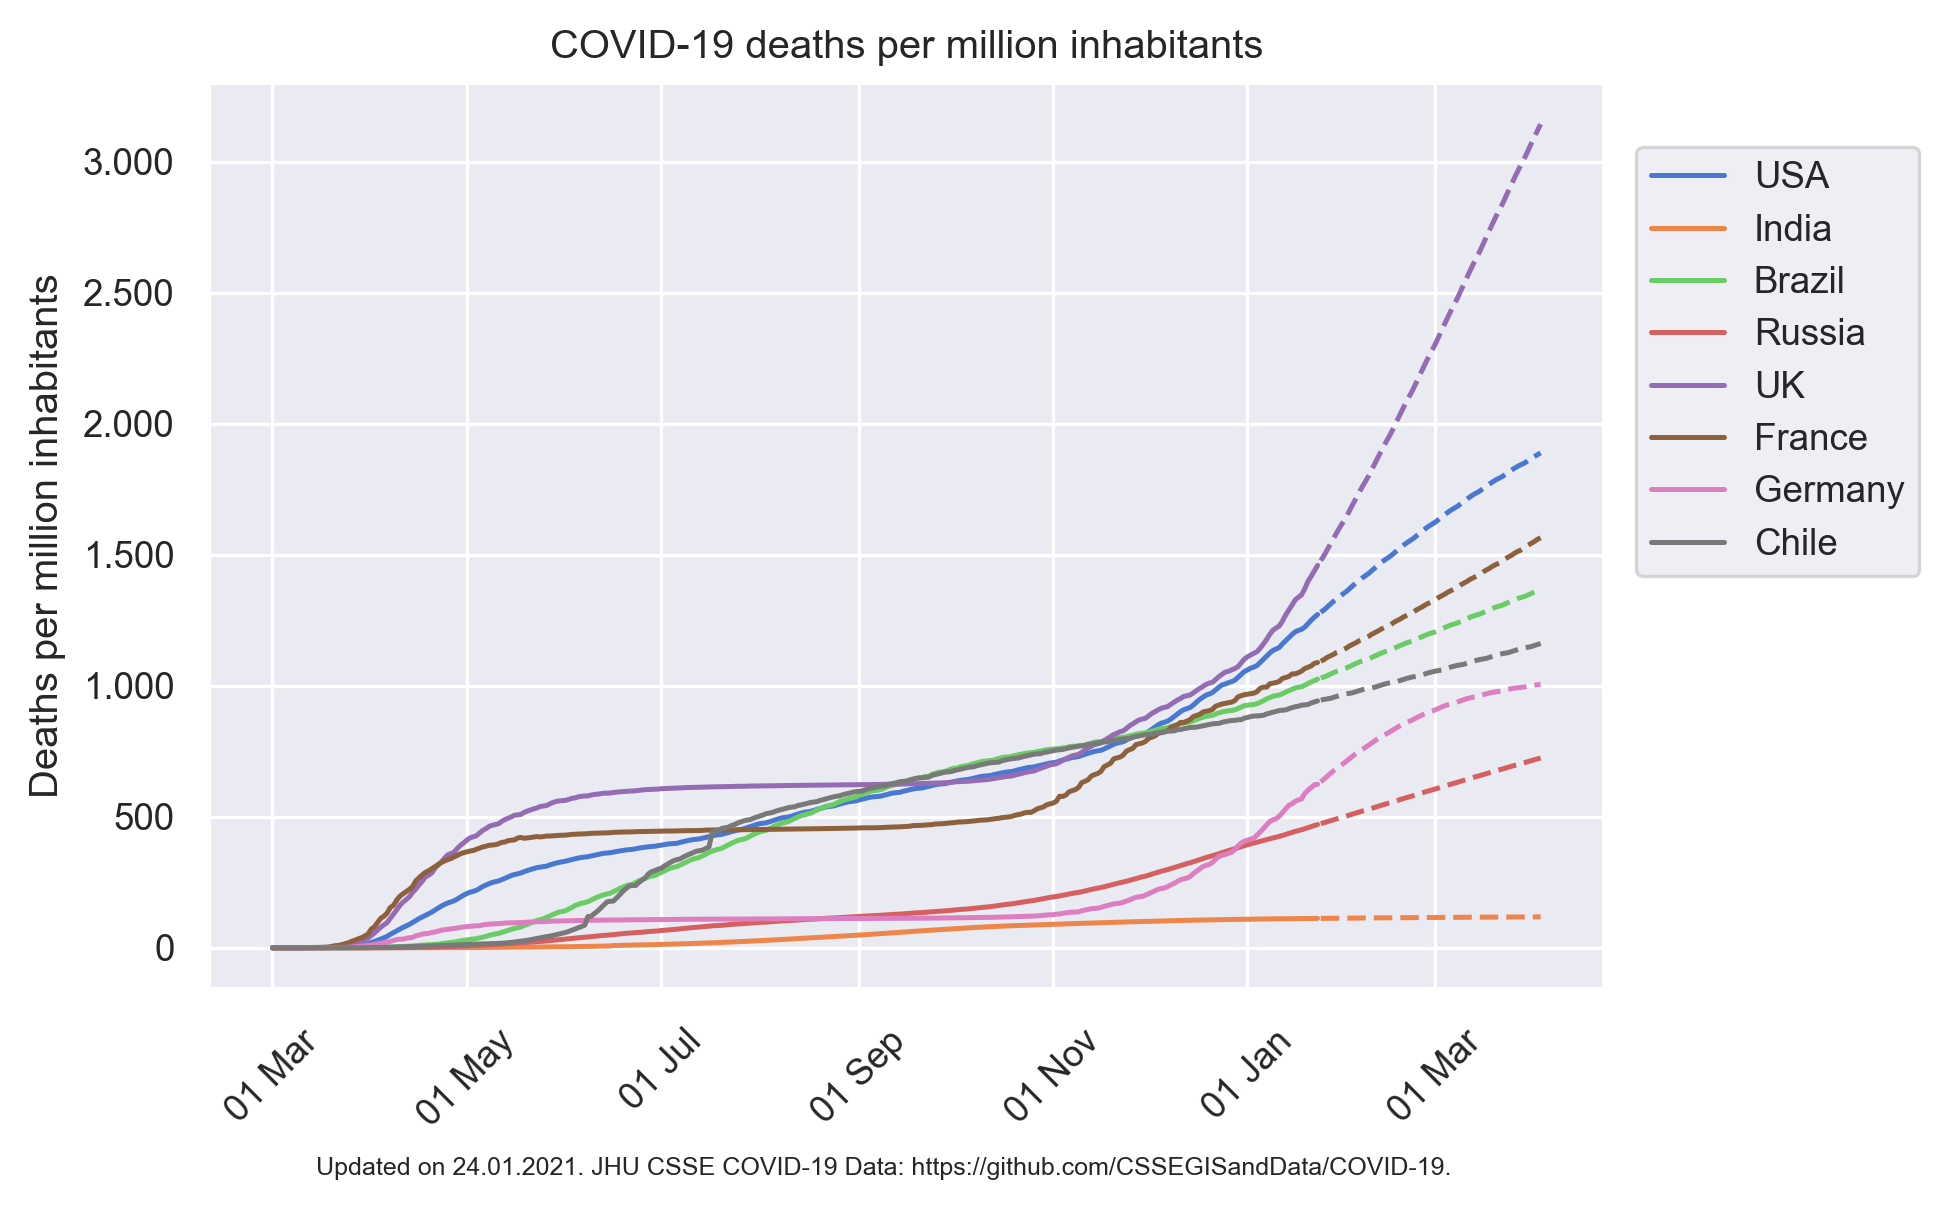 COVID-19 deaths per million inhabitants
Deaths per million inhabitants
3.000
2.500
2.000
1.500
1.000
500
0
01 Mar
01 May
01 Jul
01 Sep
01 Nov
01 Jan
01 Mar
USA
India
Brazil
Russia
UK
France
Germany
Chile
Updated on 24.01.2021. JHU CSSE COVID-19 Data: https://github.com/CSSEGISandData/COVID-19.